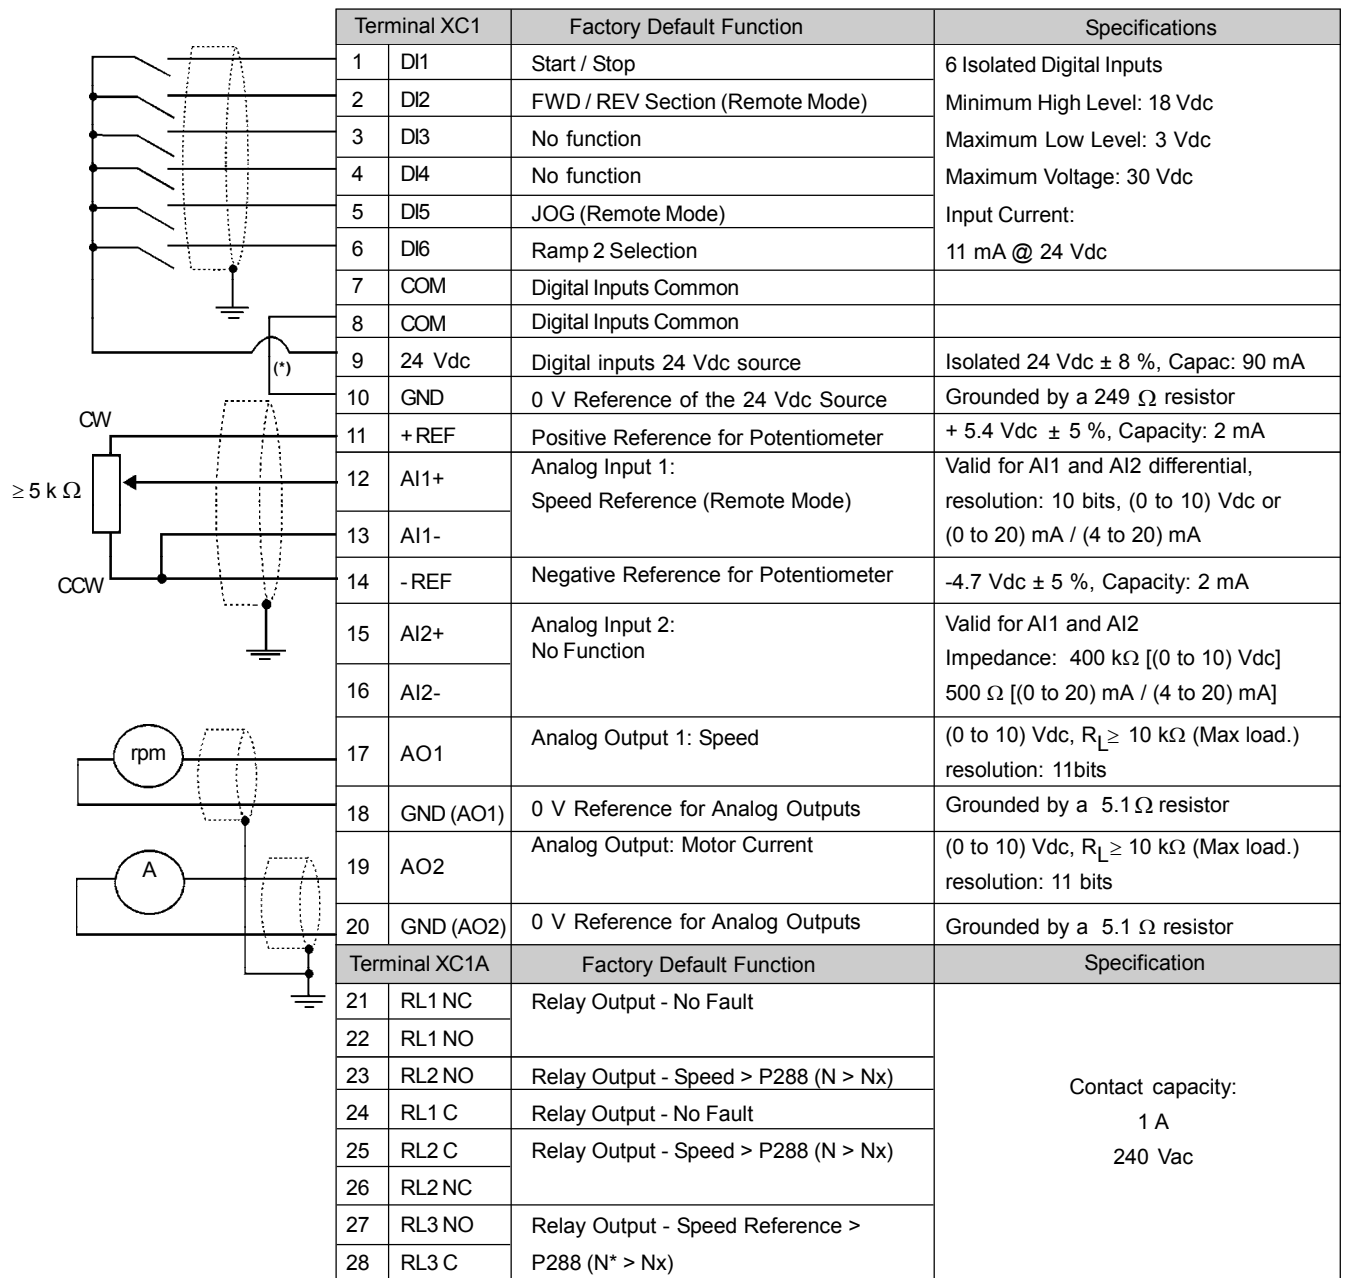 Terminal XC1 Factory Default Function Specifications
1 DI1 Start / Stop 6 Isolated Digital Inputs
2 DI2 FWD / REV Section (Remote Mode) Minimum High Level: 18 Vdc
3 DI3 No function Maximum Low Level: 3 Vdc
4 DI4 No function Maximum Voltage: 30 Vdc
5 DI5 JOG (Remote Mode) Input Current:
6 DI6 Ramp 2 Selection 11 mA @ 24 Vdc
7 COM Digital Inputs Common
8 COM Digital Inputs Common
(*) 9 24 Vdc Digital inputs 24 Vdc source Isolated 24 Vdc ± 8 %, Capac: 90 mA
10 GND 0 V Reference of the 24 Vdc Source Grounded by a 249 Ω resistor
CW
11 + REF Positive Reference for Potentiometer + 5.4 Vdc ± 5 %, Capacity: 2 mA
≥ 5 k Ω
12 AI1+ Analog Input 1: Valid for AI1 and AI2 differential,
Speed Reference (Remote Mode) resolution: 10 bits, (0 to 10) Vdc or
13 AI1- (0 to 20) mA / (4 to 20) mA
CCW
14 - REF Negative Reference for Potentiometer -4.7 Vdc ± 5 %, Capacity: 2 mA
15 AI2+ Analog Input 2: Valid for AI1 and AI2
No Function Impedance: 400 kΩ [(0 to 10) Vdc]
16 AI2- 500 Ω [(0 to 20) mA / (4 to 20) mA]
rpm
17 AO1 Analog Output 1: Speed (0 to 10) Vdc, RL ≥ 10 kΩ (Max load.)
resolution: 11bits
18 GND (AO1) 0 V Reference for Analog Outputs Grounded by a 5.1 Ω resistor
A
19 AO2 Analog Output: Motor Current (0 to 10) Vdc, RL ≥ 10 kΩ (Max load.)
resolution: 11 bits
20 GND (AO2) 0 V Reference for Analog Outputs Grounded by a 5.1 Ω resistor
Terminal XC1A Factory Default Function Specification
21 RL1 NC Relay Output - No Fault
22 RL1 NO
23 RL2 NO Relay Output - Speed > P288 (N > Nx)
Contact capacity:
24 RL1 C Relay Output - No Fault
1 A
25 RL2 C Relay Output - Speed > P288 (N > Nx)
240 Vac
26 RL2 NC
27 RL3 NO Relay Output - Speed Reference >
28 RL3 C P288 (N* > Nx)